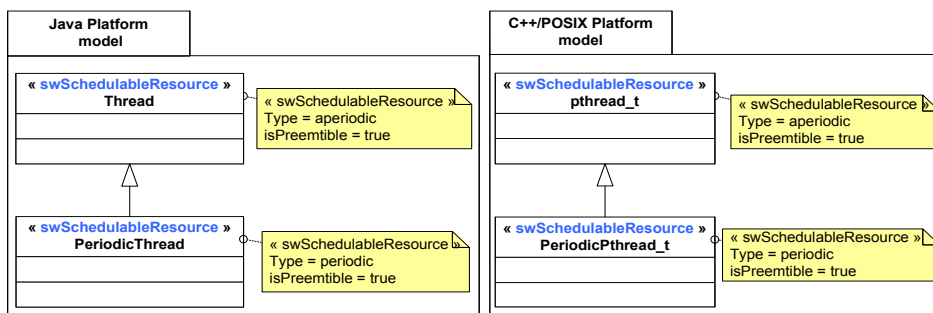 Java Platform
model
« swSchedulableResource »
Thread
« swSchedulableResource »
Type = aperiodic
isPreemtible = true
« swSchedulableResource »
PeriodicThread
« swSchedulableResource »
Type = periodic
isPreemtible = true
C++/POSIX Platform
model
« swSchedulableResource »
pthread_t
« swSchedulableResource »
Type = aperiodic
isPreemtible = true
« swSchedulableResource »
PeriodicPthread_t
« swSchedulableResource »
Type = periodic
isPreemtible = true